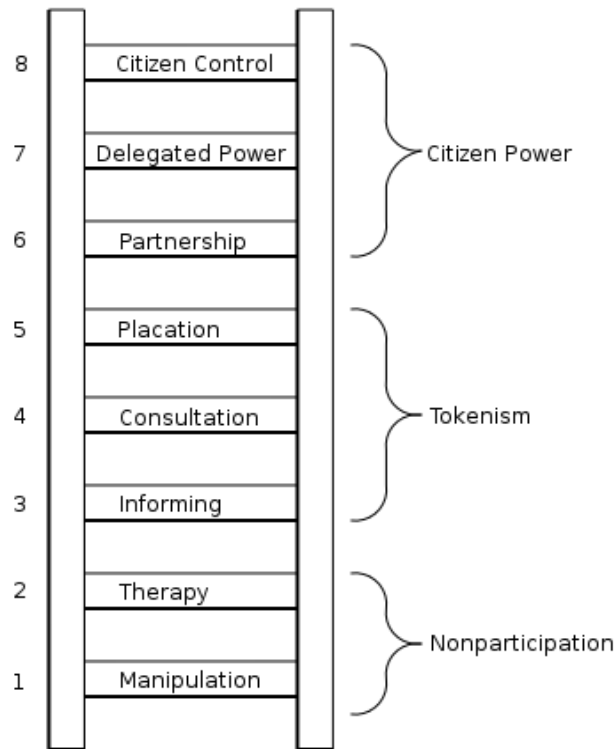 8 Citizen Control
7 Delegated Power
Citizen Power
6 Partnership
5 Placation
4 Consultation
Tokenism
3 Informing
2 Therapy
Nonparticipation
1 Manipulation